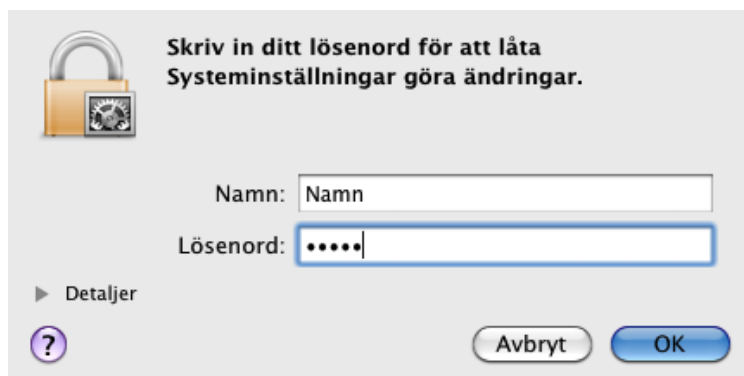 Skriv in ditt lösenord för att låta
Systeminställningar göra ändringar.
Namn: Namn
Lösenord: •••••
Detaljer
?
Avbryt
OK